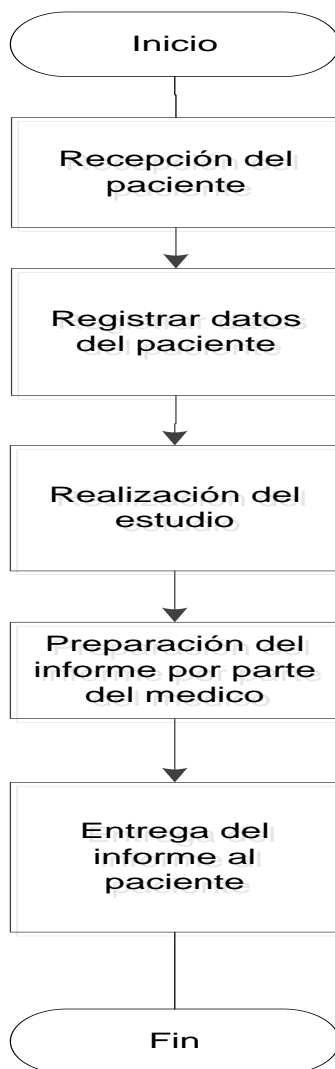 Inicio
Recepción del
paciente
Registrar datos
del paciente
Realización del
estudio
Preparación del
informe por parte
del medico
Entrega del
informe al
paciente
Fin